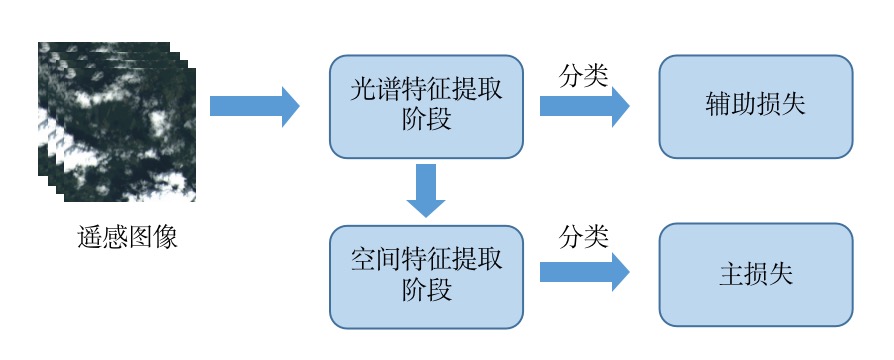 光谱特征提取
阶段
分类
辅助损失
遥感图像
空间特征提取
阶段
分类
主损失